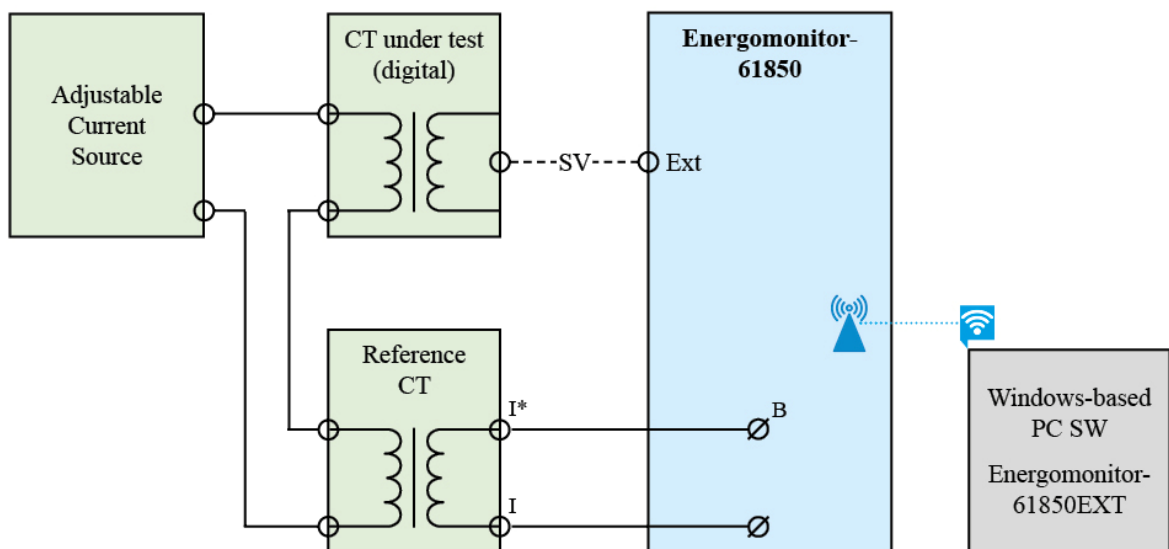 Adjustable
Current
Source
CT under test
(digital)
SV
Energomonitor-
61850
Ext
Reference
CT
I*
I
B
Windows-based
PC SW
Energomonitor-
61850EXT